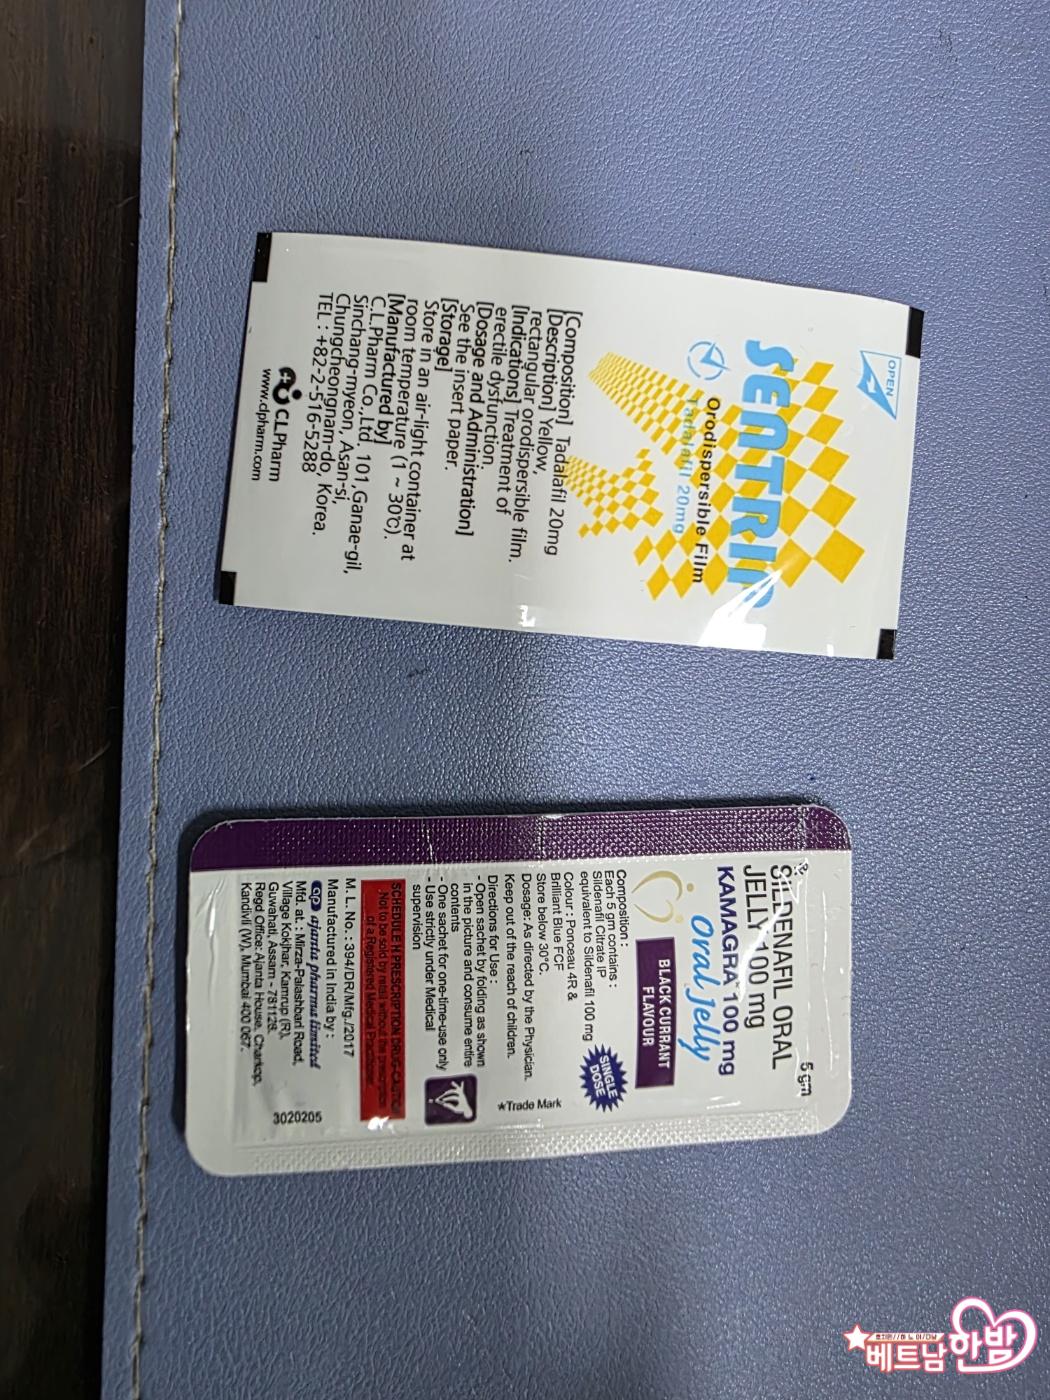 OPEN
SENTRIP
Orodispersible Film
Tadalafil 20mg
[Composition] Tadalafil 20mg
[Description] Yellow,
rectangular orodispersible film.
[Indications] Treatment of
erectile dysfunction.
[Dosage and Administration]
See the insert paper.
[Storage]
Store in an air-light container at
room temperature (1 ~ 30℃).
[Manufactured by]
C.L.Pharm Co.,Ltd, 101,Ganae-gil,
Sinchang-myeon, Asan-si,
Chungcheongnam-do, Korea.
TEL : +82-2-516-5288
CLPharm
www.clpharm.com
5 gm
SILDENAFIL ORAL
JELLY 100 mg
KAMAGRA* 100 mg
Oral Jelly
BLACK CURRANT
FLAVOUR
Composition :
Each 5 gm contains :
Sildenafil Citrate IP
equivalent to Sildenafil 100 mg
SINGLE
DOSE
Colour : Ponceau 4R &
Brilliant Blue FCF
Store below 30°C.
Dosage: As directed by the Physician.
Keep out of the reach of children.
*Trade Mark
Directions for Use :
- Open sachet by folding as shown
in the picture and consume entire
contents
- One sachet for one-time-use only
- Use strictly under Medical
supervision
SCHEDULE H PRESCRIPTION DRUG-CAUTION
Not to be sold by retail without the prescription
of a Registered Medical Practitioner
M. L. No. : 394/DR/Mfg./2017
Manufactured in India by :
ap ajanta pharma limited
Mfd. at : Mirza-Palashbari Road,
Village Kokjhar, Kamrup (R),
Guwahati, Assam - 781128.
Regd Office: Ajanta House, Charkop,
Kandivli (W), Mumbai 400 067.
3020205
베트남 하밤